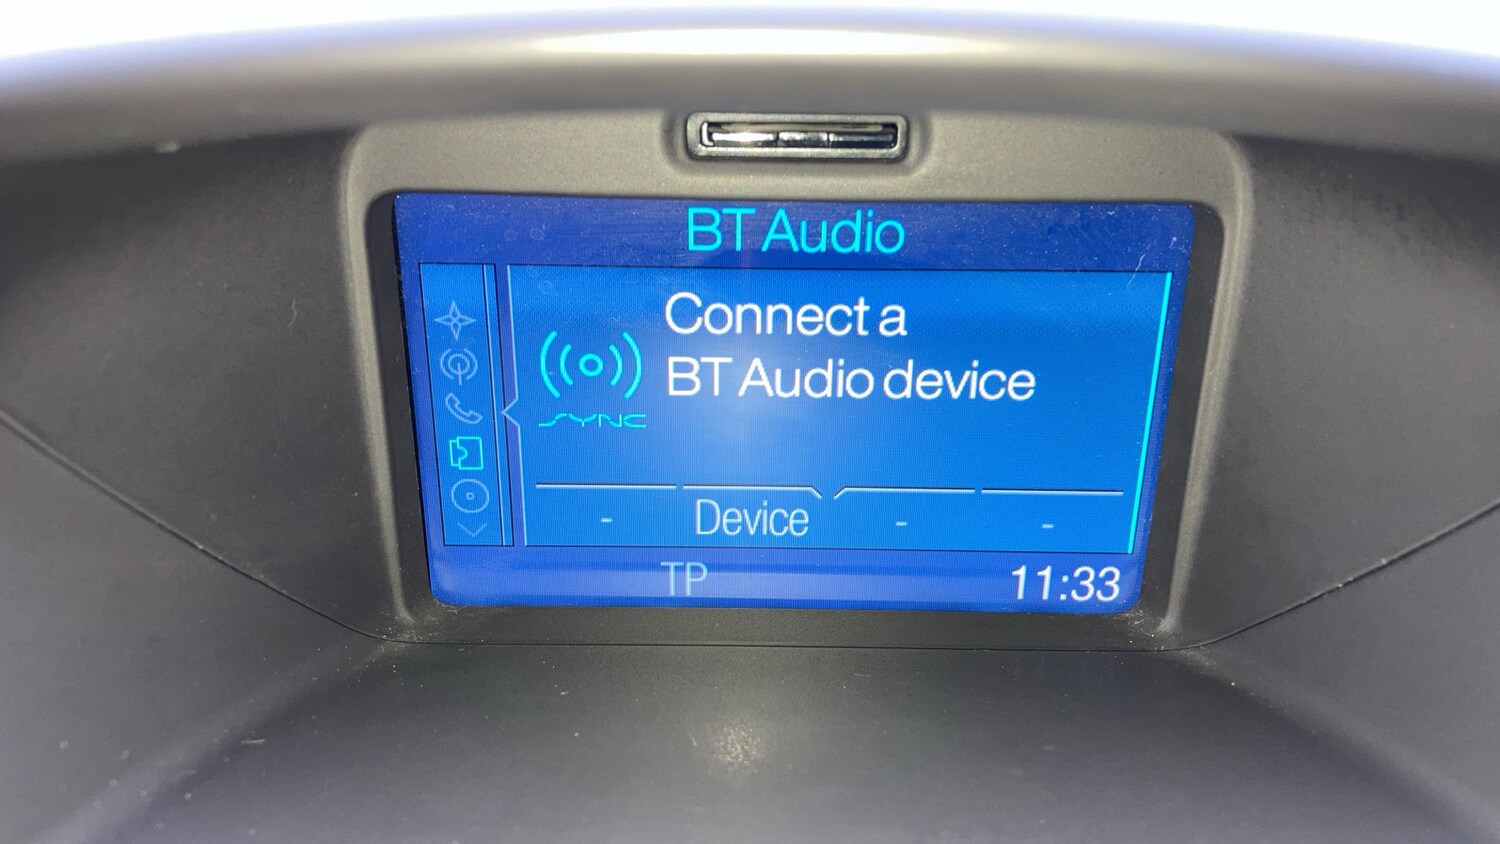 BT Audio
Connect a
BT Audio device
SYNC
- Device - -
TP 11:33